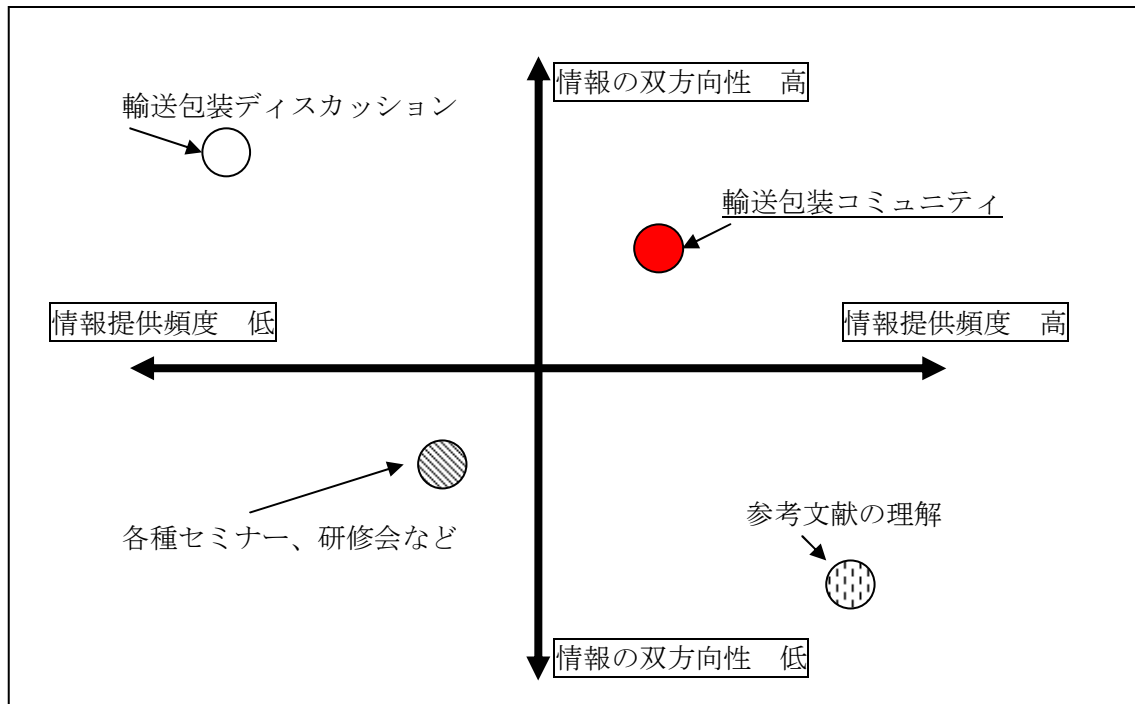 情報の双方向性　高
輸送包装ディスカッション
輸送包装コミュニティ
情報提供頻度　低
情報提供頻度　高
参考文献の理解
各種セミナー、研修会など
情報の双方向性　低